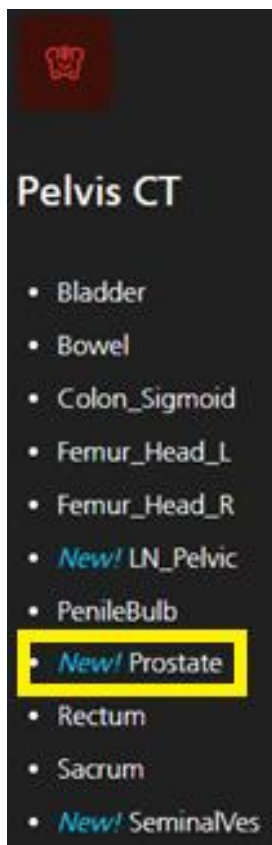 Pelvis CT
• Bladder
• Bowel
• Colon_Sigmoid
• Femur_Head_L
• Femur_Head_R
• New! LN_Pelvic
• PenileBulb
• New! Prostate
• Rectum
• Sacrum
• New! SeminalVes